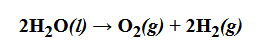 2H₂O(l) → O₂(g) + 2H₂(g)